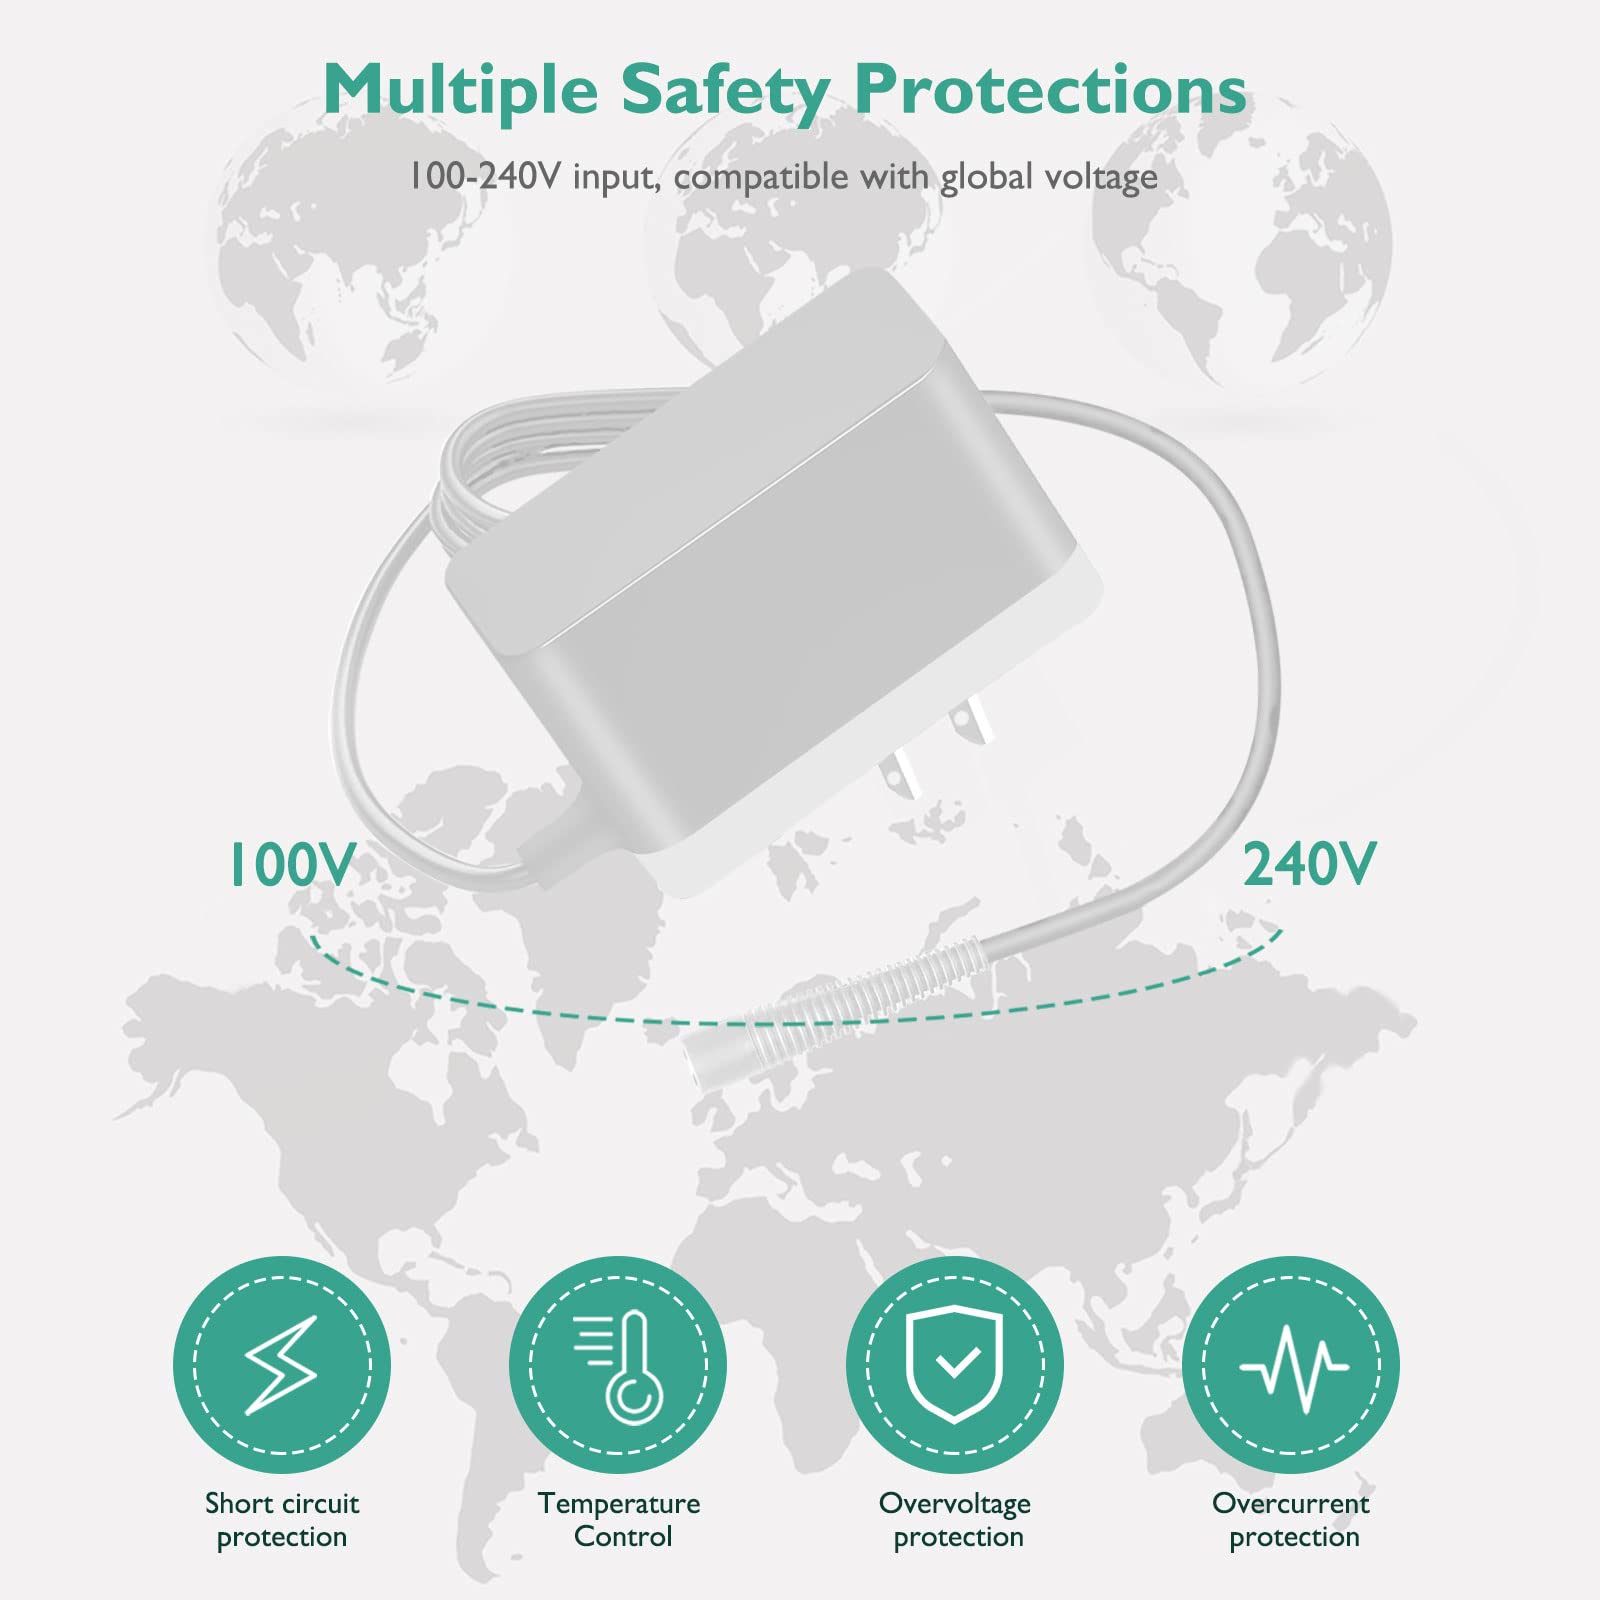 Multiple Safety Protections
100-240V input, compatible with global voltage
100V
240V
Short circuit
protection
Temperature
Control
Overvoltage
protection
Overcurrent
protection